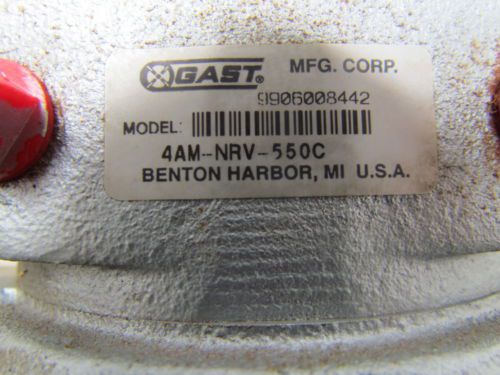 GAST® MFG. CORP.
9906008442
MODEL:
4AM-NRV-550C
BENTON HARBOR, MI U.S.A.